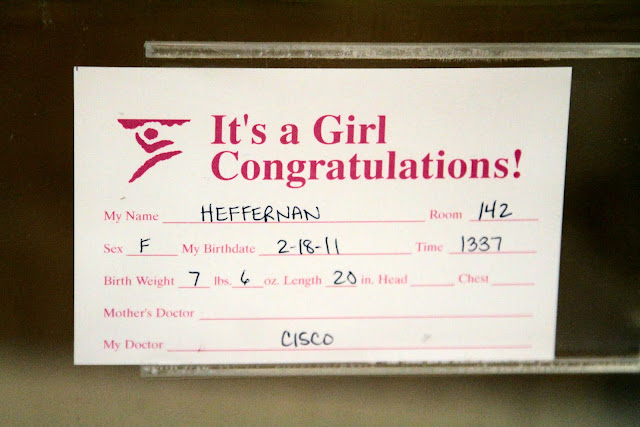 It's a Girl
Congratulations!
My Name HEFFERNAN Room 142
Sex F My Birthdate 2-18-11 Time 1337
Birth Weight 7 lbs. 6 oz. Length 20 in. Head Chest
Mother's Doctor
My Doctor CISCO